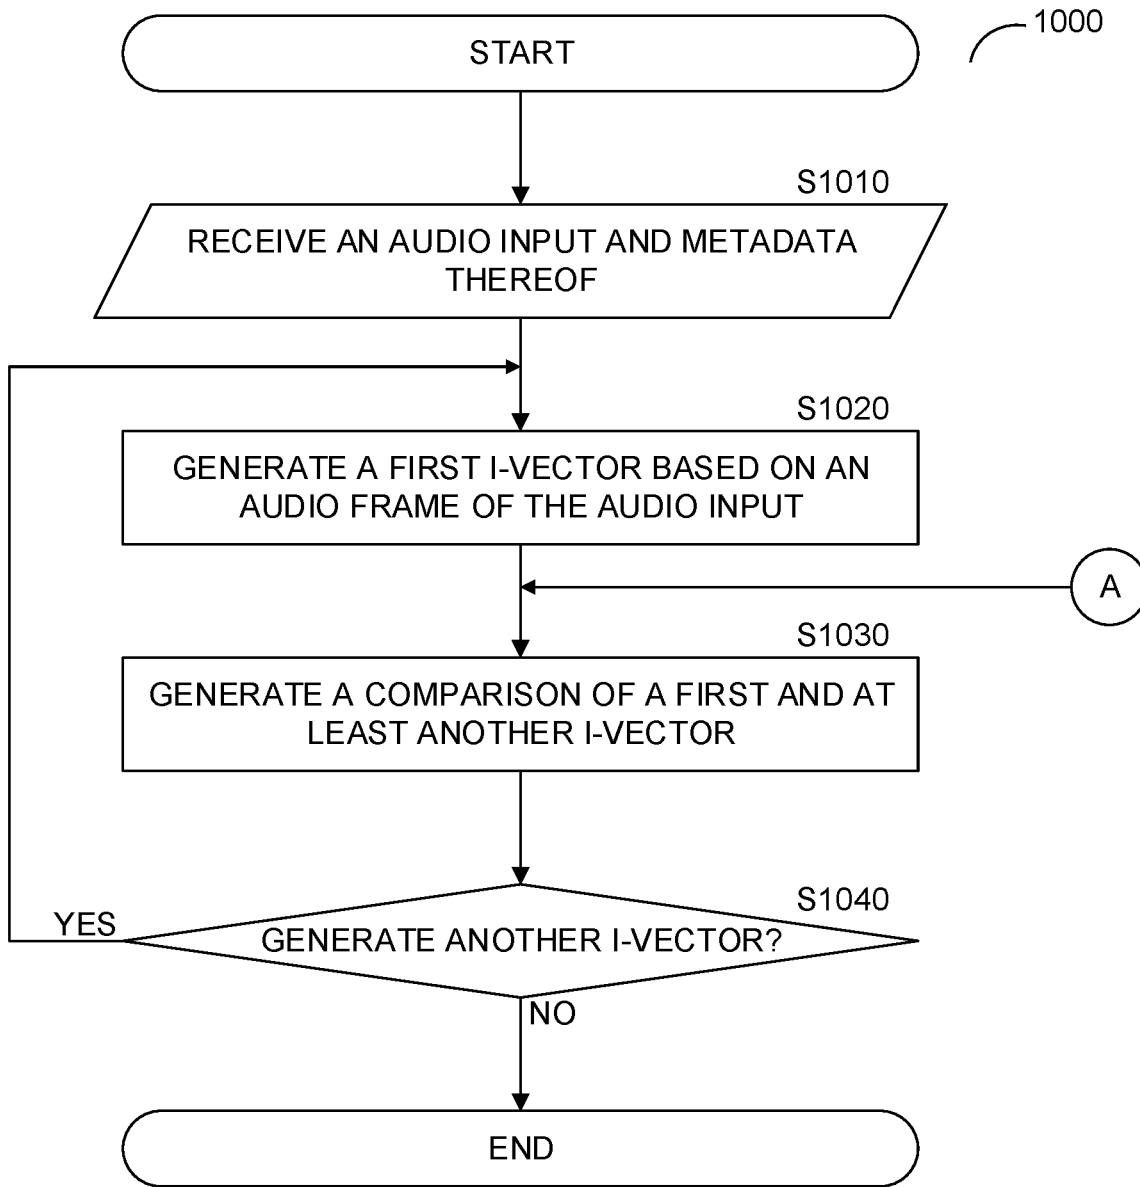 START
1000
S1010
RECEIVE AN AUDIO INPUT AND METADATA
THEREOF
S1020
GENERATE A FIRST I-VECTOR BASED ON AN
AUDIO FRAME OF THE AUDIO INPUT
A
S1030
GENERATE A COMPARISON OF A FIRST AND AT
LEAST ANOTHER I-VECTOR
S1040
YES
GENERATE ANOTHER I-VECTOR?
NO
END